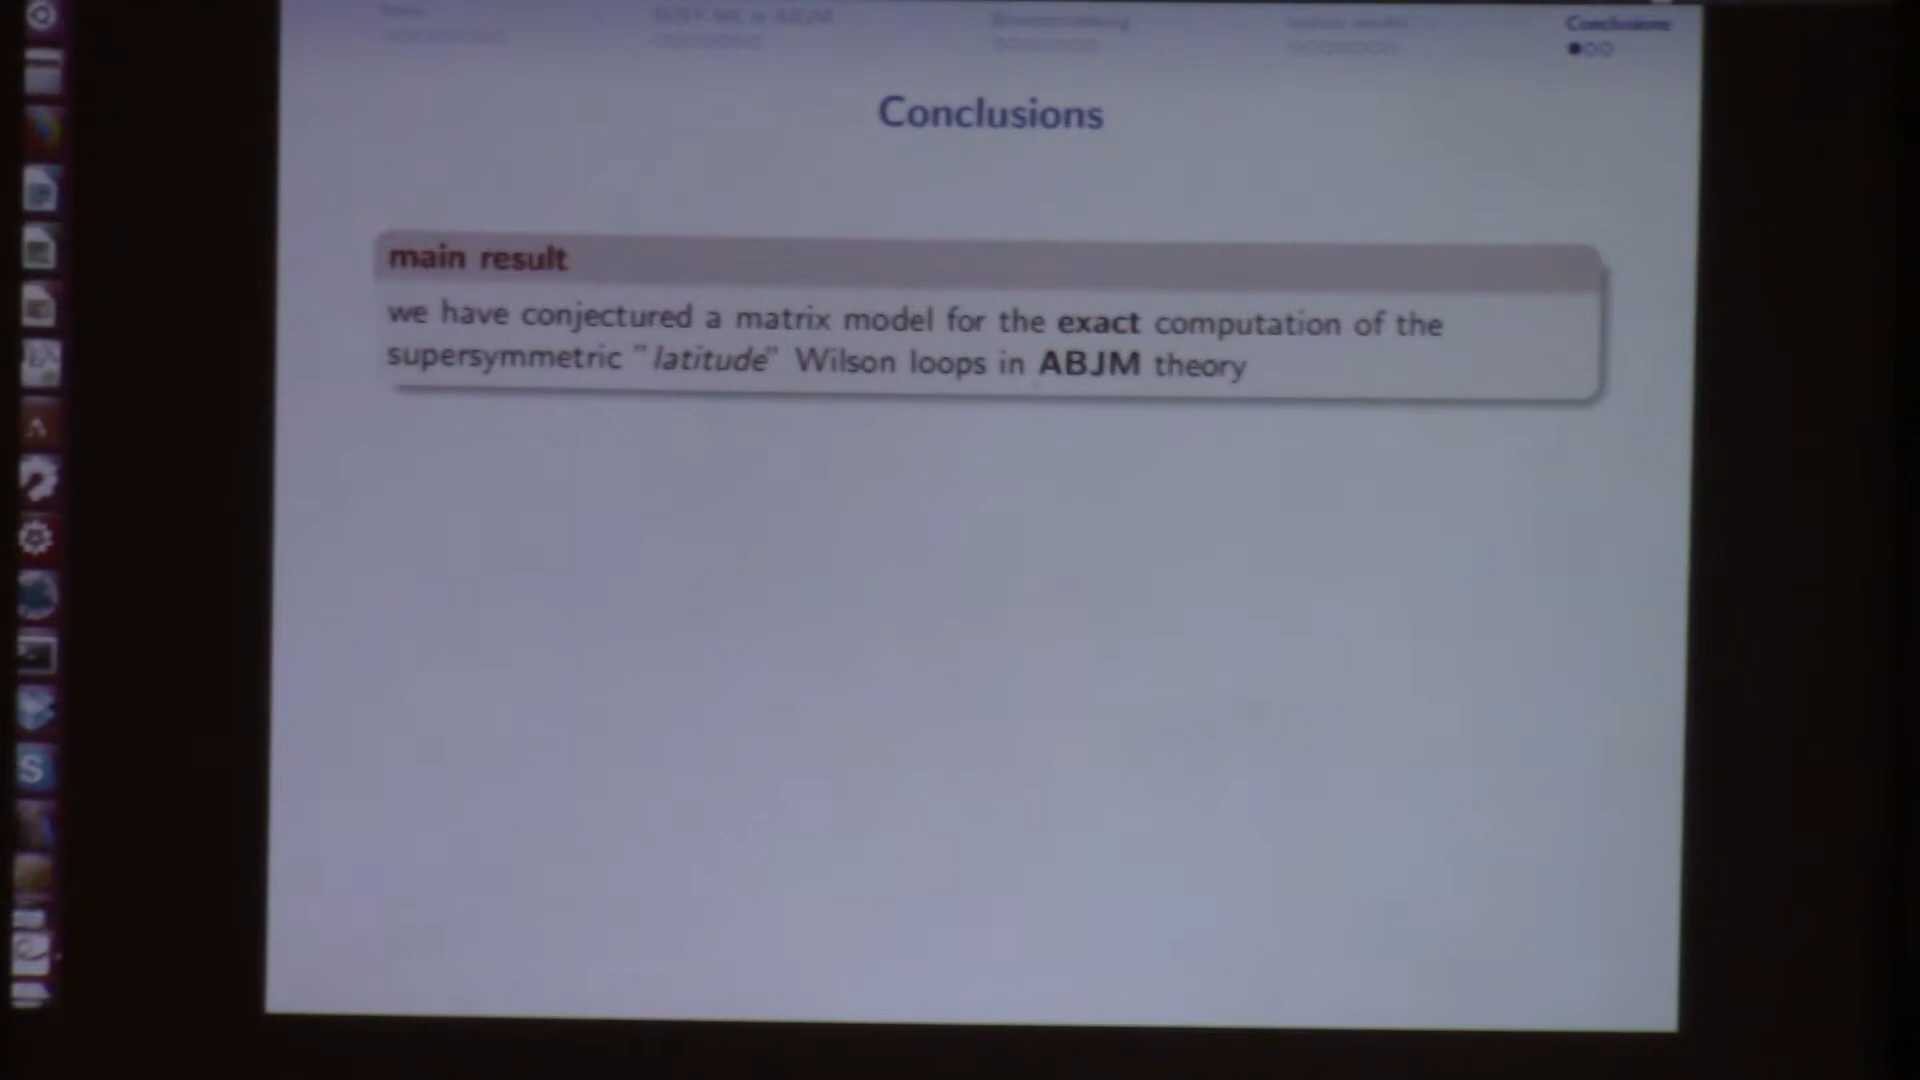 Conclusions
Conclusions
main result
we have conjectured a matrix model for the exact computation of the
supersymmetric "latitude" Wilson loops in ABJM theory